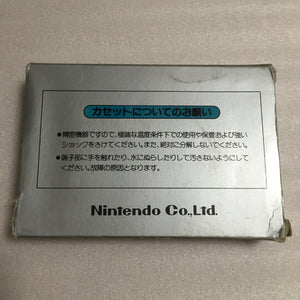 カセットについてのお願い
●精密機器ですので、極端な温度条件下での使用や保管および強い
ショックをさけてください。また、絶対に分解しないでください。
●端子部に手を触れたり、水にぬらしたりして汚さないようにして
ください。故障の原因となります。
Nintendo Co.,Ltd.